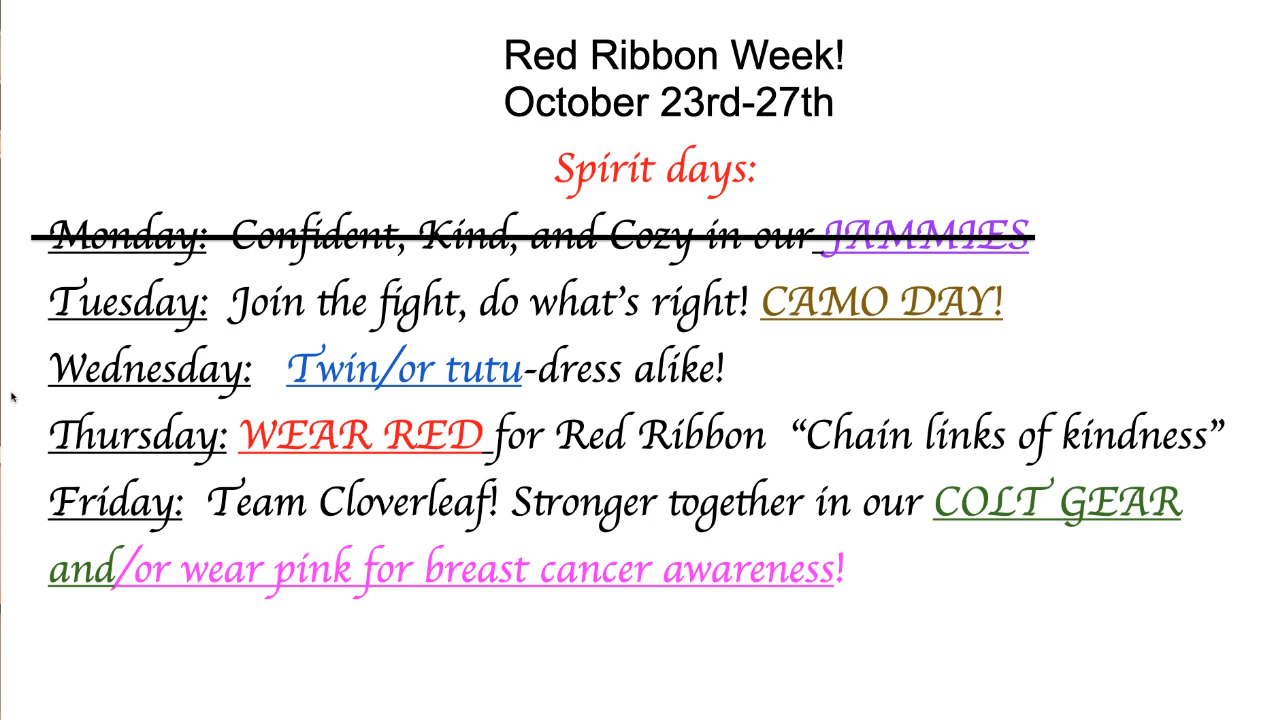 Red Ribbon Week!
October 23rd-27th
Spirit days:
Monday: Confident, Kind, and Cozy in our JAMMIES
Tuesday: Join the fight, do what's right! CAMO DAY!
Wednesday: Twin/or tutu-dress alike!
Thursday: WEAR RED for Red Ribbon “Chain links of kindness”
Friday: Team Cloverleaf! Stronger together in our COLT GEAR
and/or wear pink for breast cancer awareness!